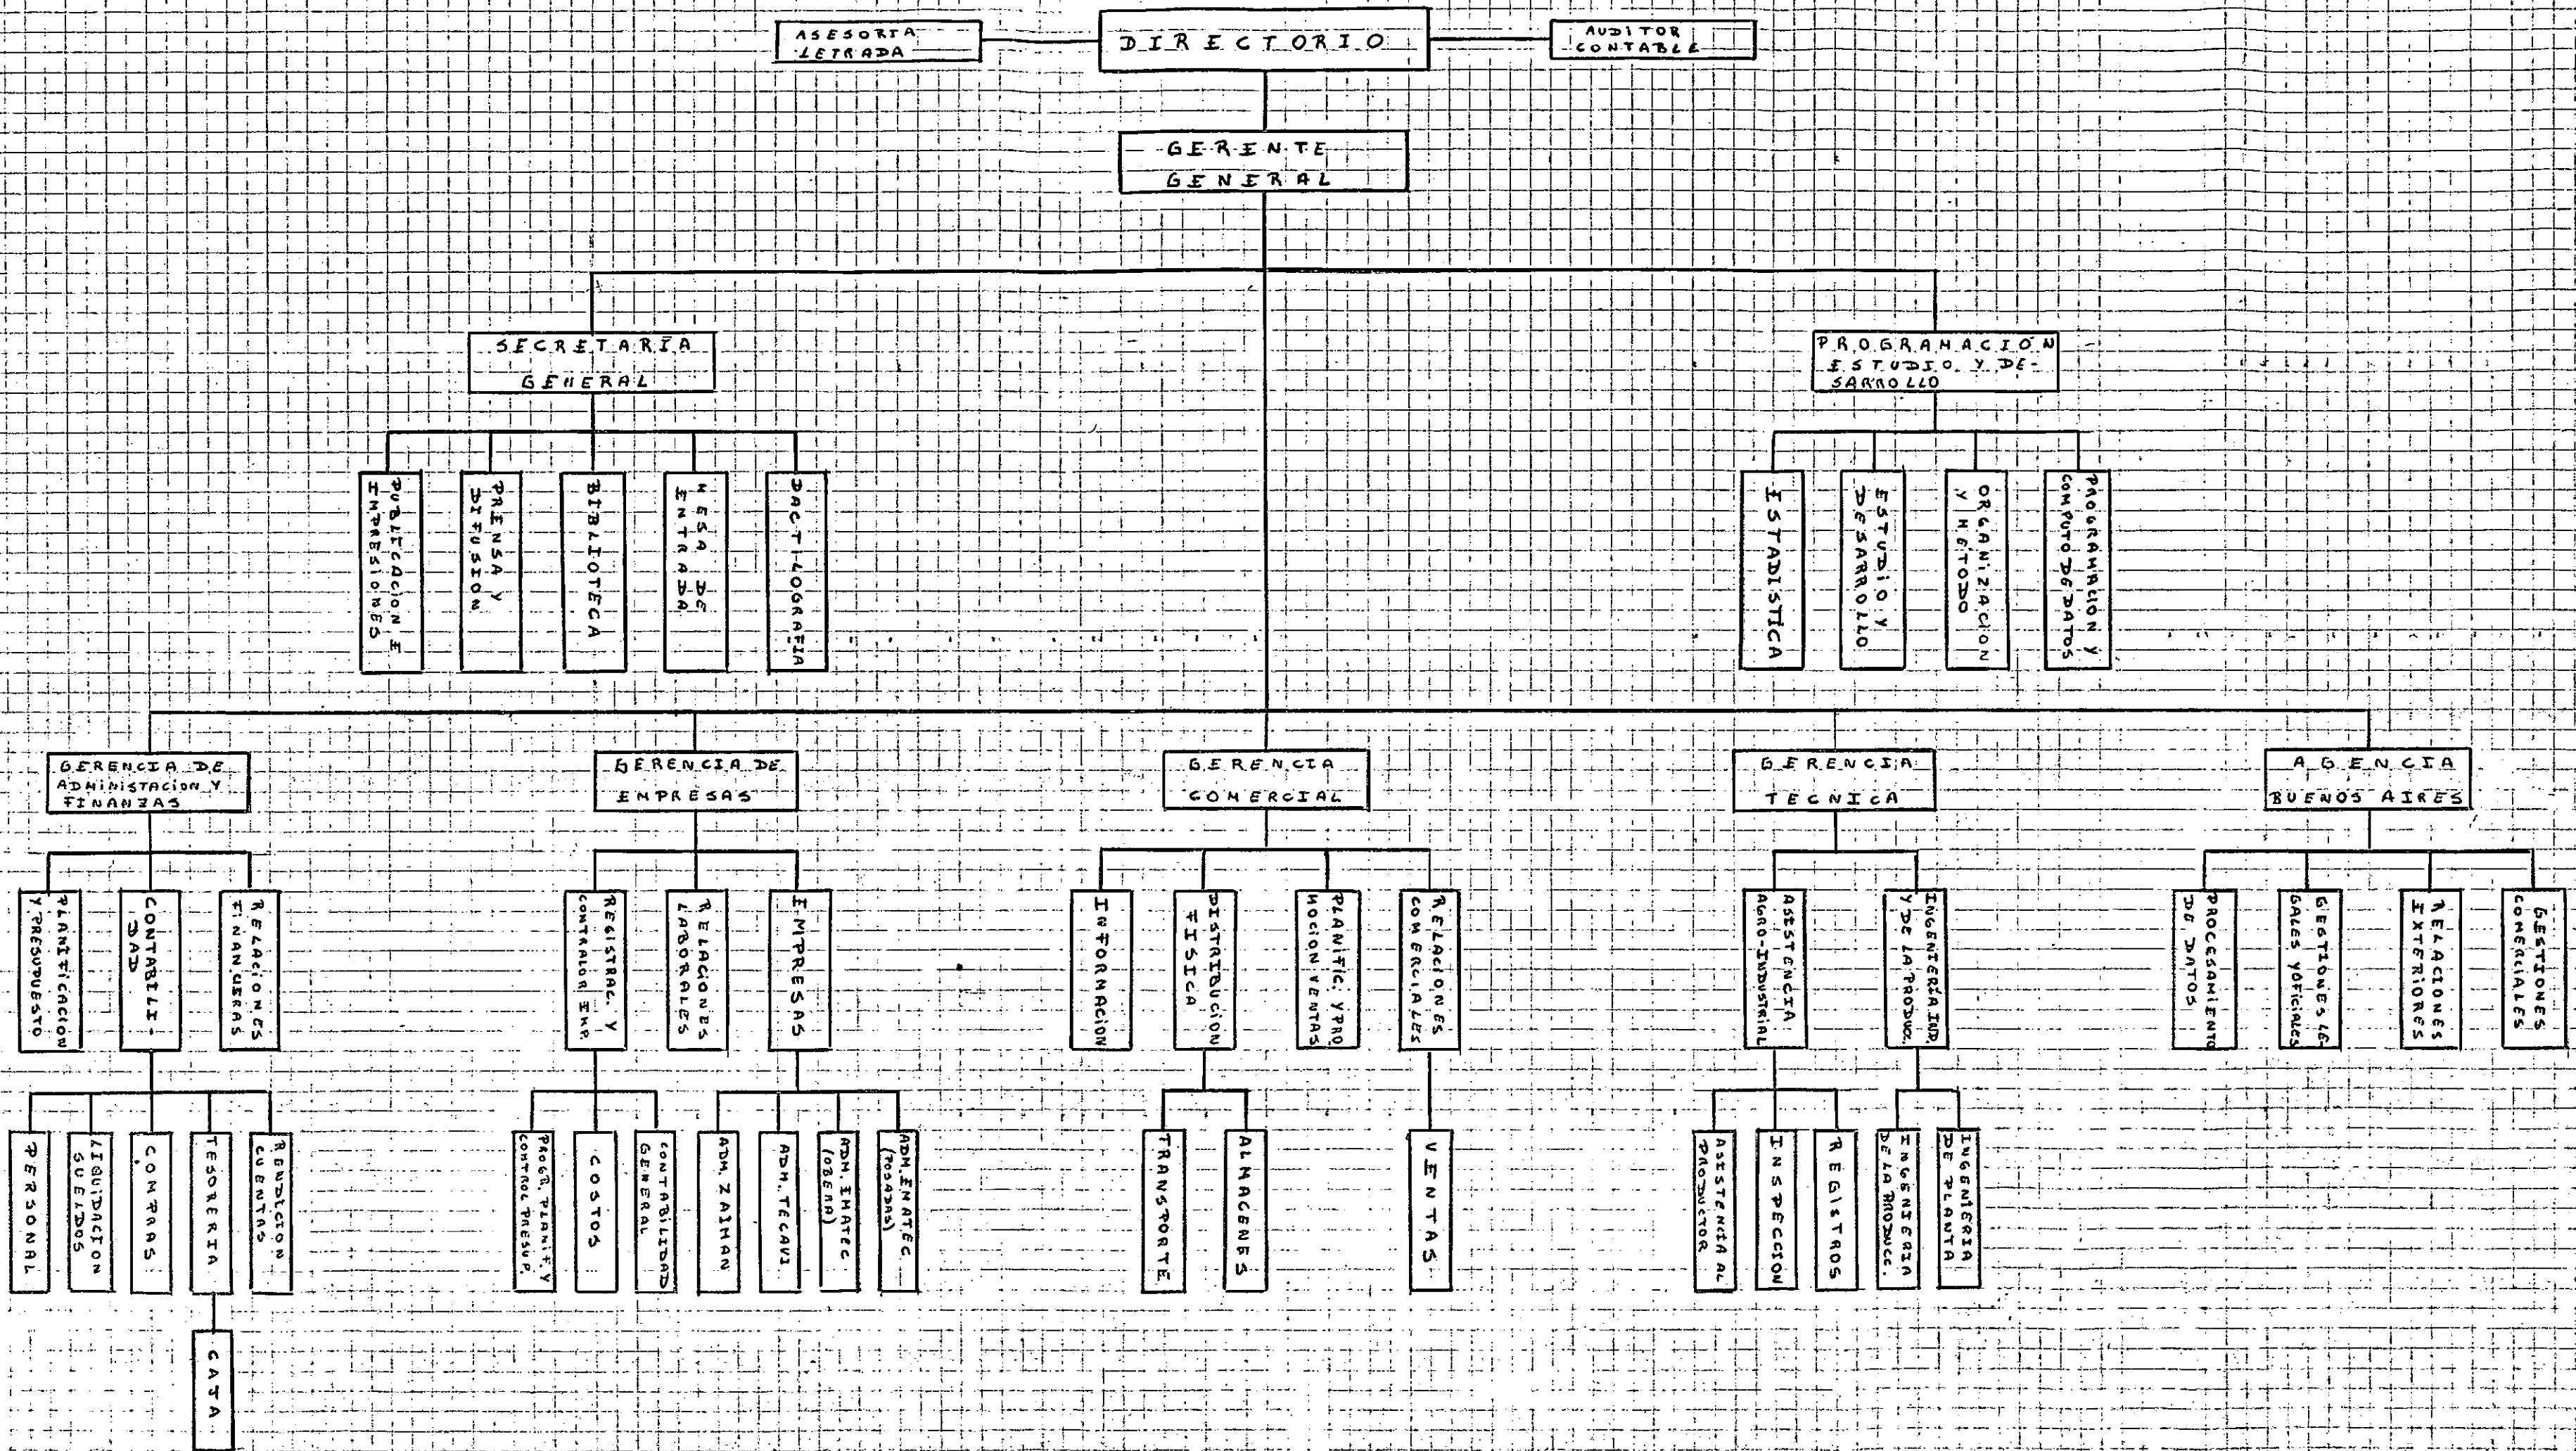 ASESORIA
LETRADA
DIRECTORIO
AUDITOR
CONTABLE
GERENTE
GENERAL
SECRETARÍA
GENERAL
PROGRAMACIÓN
ESTUDIO Y DE-
SARROLLO
PUBLICACION E
IMPRESIONES
PRENSA Y
DIFUSION
BIBLIOTECA
MESA DE
ENTRADA
DACTILOGRAFIA
ESTADISTICA
ESTUDIO Y
DESARROLLO
ORGANIZACION
Y METODO
PROGRAMACION Y
COMPUTO DE DATOS
GERENCIA DE
ADMINISTACION Y
FINANZAS
GERENCIA DE
EMPRESAS
GERENCIA
COMERCIAL
GERENCIA
TECNICA
AGENCIA
BUENOS AIRES
PLANIFICACION
Y PRESUPUESTO
CONTABILI-
DAD
RELACIONES
FINANCIERAS
REGISTRAC. Y
CONTRALOR EMP.
RELACIONES
LABORALES
EMPRESAS
INFORMACION
DISTRIBUCION
FISICA
PLANIFIC. Y PRO
MOCION VENTAS
RELACIONES
COMERCIALES
ASISTENCIA
AGRO-INDUSTRIAL
INGENIERÍA IND.
Y DE LA PRODUC.
PROCESAMIENTO
DE DATOS
GESTIONES LE-
GALES Y OFICIALES
RELACIONES
EXTERIORES
GESTIONES
COMERCIALES
PERSONAL
LIQUIDACION
SUELDOS
COMPRAS
TESORERIA
RENDICION
CUENTAS
PROGR. PLANIF. Y
CONTROL PRESUP.
COSTOS
CONTABILIDAD
GENERAL
ADM. ZAIMAN
ADM. TECAVI
ADM. EMATEC
(OBERA)
ADM. EMATEC
(POSADAS)
TRANSPORTE
ALMACENES
VENTAS
ASISTENCIA AL
PRODUCTOR
INSPECCION
REGISTROS
INGENIERIA
DE LA PRODUCC.
INGENIERIA
DE PLANTA
CAJA